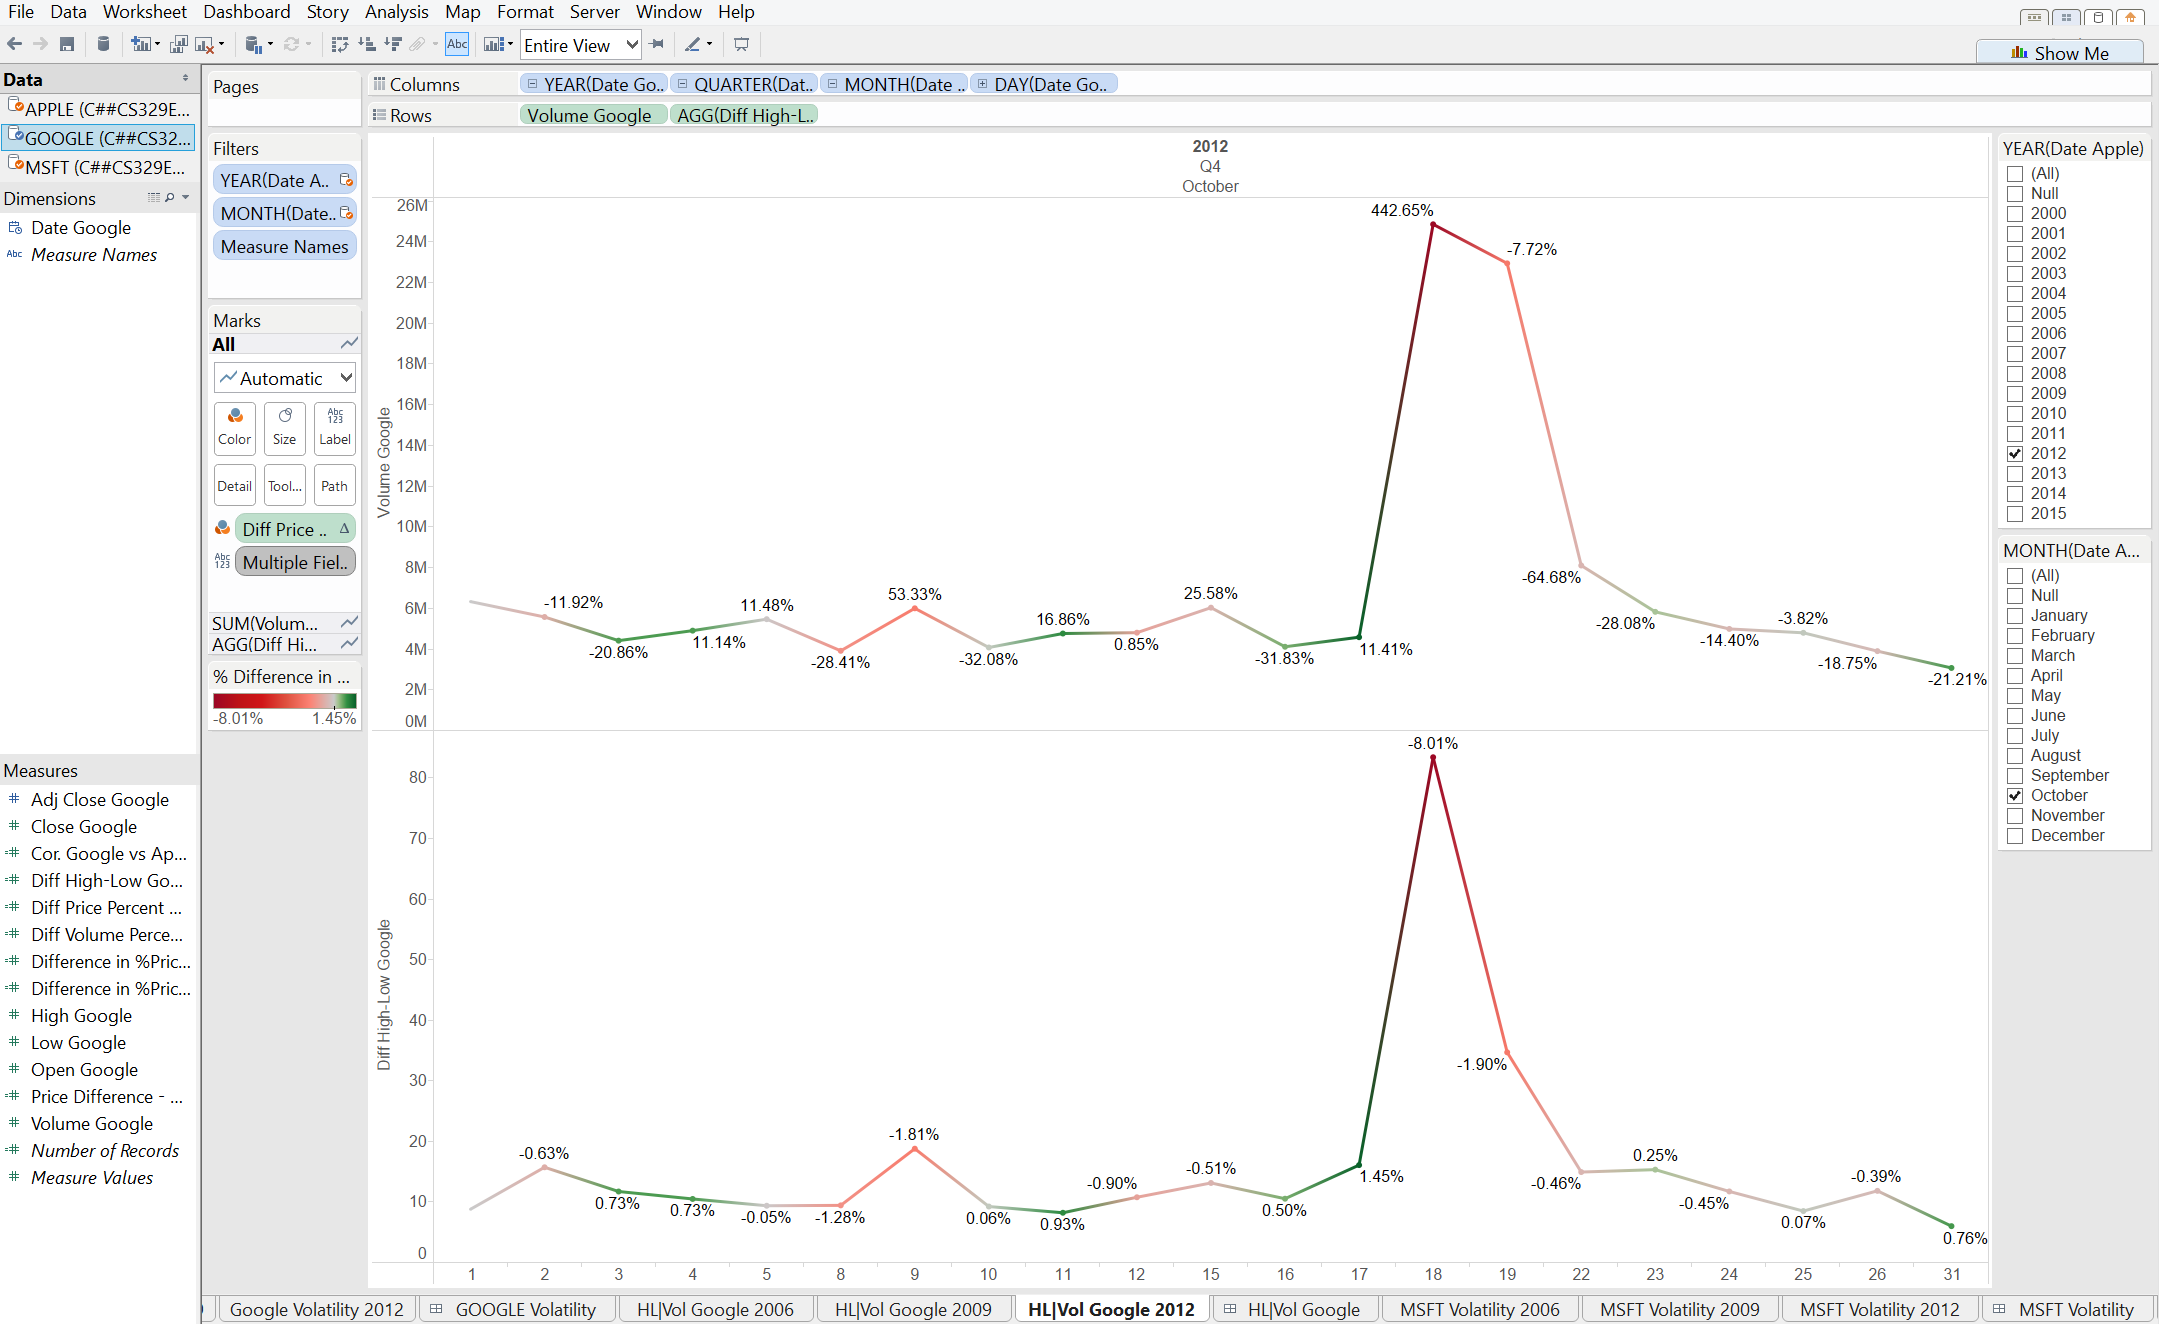 File Data Worksheet Dashboard Story Analysis Map Format Server Window Help
Abc Entire View
Show Me
Data
APPLE (C##CS329E...
GOOGLE (C##CS32...
MSFT (C##CS329E...
Dimensions
Date Google
Abc Measure Names
Measures
Adj Close Google
Close Google
Cor. Google vs Ap...
Diff High-Low Go...
Diff Price Percent ...
Diff Volume Perce...
Difference in %Pric...
Difference in %Pric...
High Google
Low Google
Open Google
Price Difference - ...
Volume Google
Number of Records
Measure Values
Pages
Filters
YEAR(Date A..
MONTH(Date..
Measure Names
Marks
All
Automatic
Color Size Abc 123 Label
Detail Tool... Path
Diff Price .. Δ
Abc 123 Multiple Fiel..
SUM(Volum...
AGG(Diff Hi...
% Difference in ...
-8.01% 1.45%
Columns YEAR(Date Go.. QUARTER(Dat.. MONTH(Date .. DAY(Date Go..
Rows Volume Google AGG(Diff High-L..
2012
Q4
October
Volume Google
26M
24M
22M
20M
18M
16M
14M
12M
10M
8M
6M
4M
2M
0M
-11.92%
-20.86%
11.14%
11.48%
-28.41%
53.33%
-32.08%
16.86%
0.85%
25.58%
-31.83%
11.41%
442.65%
-7.72%
-64.68%
-28.08%
-14.40%
-3.82%
-18.75%
-21.21%
Diff High-Low Google
80
70
60
50
40
30
20
10
0
-0.63%
0.73%
0.73%
-0.05%
-1.28%
-1.81%
0.06%
0.93%
-0.90%
-0.51%
0.50%
1.45%
-8.01%
-1.90%
-0.46%
0.25%
-0.45%
0.07%
-0.39%
0.76%
1 2 3 4 5 8 9 10 11 12 15 16 17 18 19 22 23 24 25 26 31
YEAR(Date Apple)
(All)
Null
2000
2001
2002
2003
2004
2005
2006
2007
2008
2009
2010
2011
2012
2013
2014
2015
MONTH(Date A...
(All)
Null
January
February
March
April
May
June
July
August
September
October
November
December
Google Volatility 2012 GOOGLE Volatility HL|Vol Google 2006 HL|Vol Google 2009 HL|Vol Google 2012 HL|Vol Google MSFT Volatility 2006 MSFT Volatility 2009 MSFT Volatility 2012 MSFT Volatility